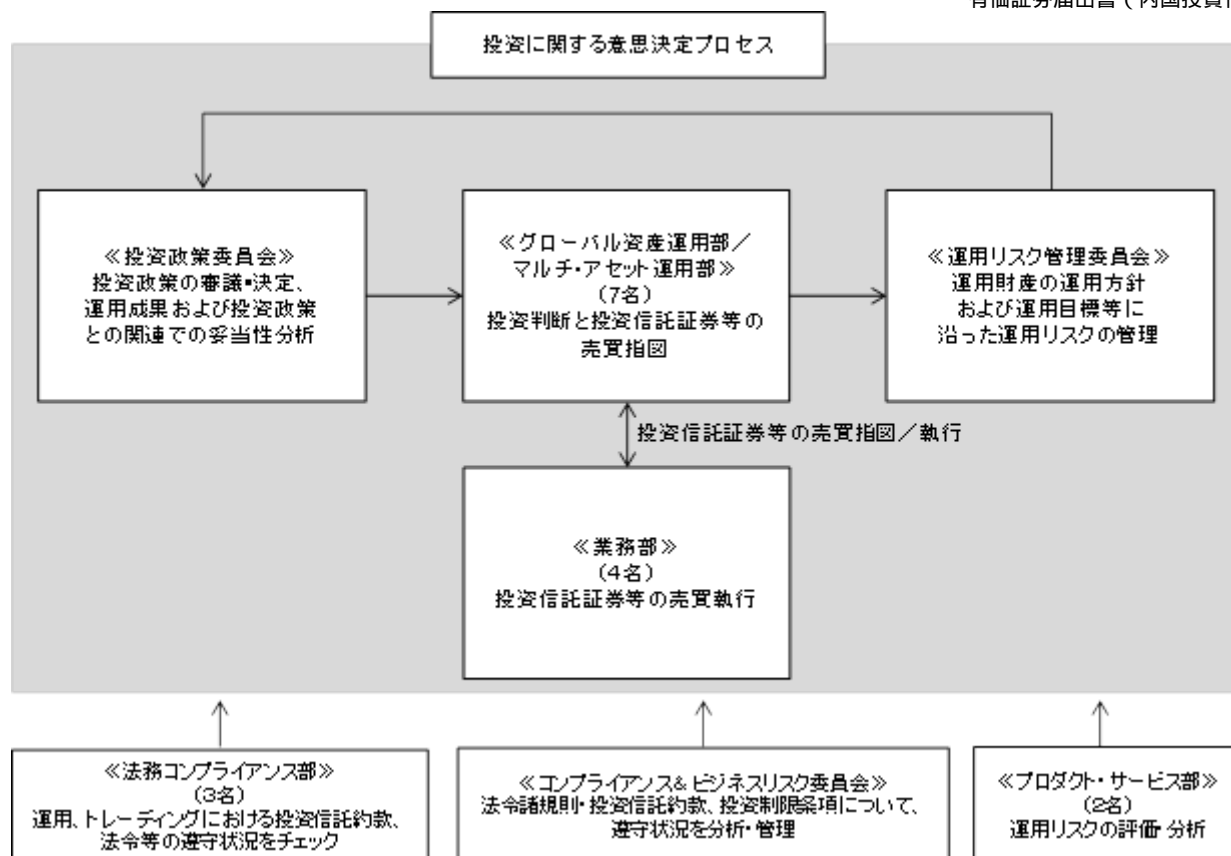 有価証券届出書（内国投資信
投資に関する意思決定プロセス
≪投資政策委員会≫
投資政策の審議・決定、
運用成果および投資政策
との関連での妥当性分析
≪グローバル資産運用部／
マルチ・アセット運用部≫
(7名)
投資判断と投資信託証券等の
売買指図
≪運用リスク管理委員会≫
運用財産の運用方針
および運用目標等に
沿った運用リスクの管理
投資信託証券等の売買指図／執行
≪業務部≫
(4名)
投資信託証券等の売買執行
≪法務コンプライアンス部≫
(3名)
運用、トレーディングにおける投資信託約款、
法令等の遵守状況をチェック
≪コンプライアンス＆ビジネスリスク委員会≫
法令諸規則・投資信託約款、投資制限条項について、
遵守状況を分析・管理
≪プロダクト・サービス部≫
(2名)
運用リスクの評価・分析